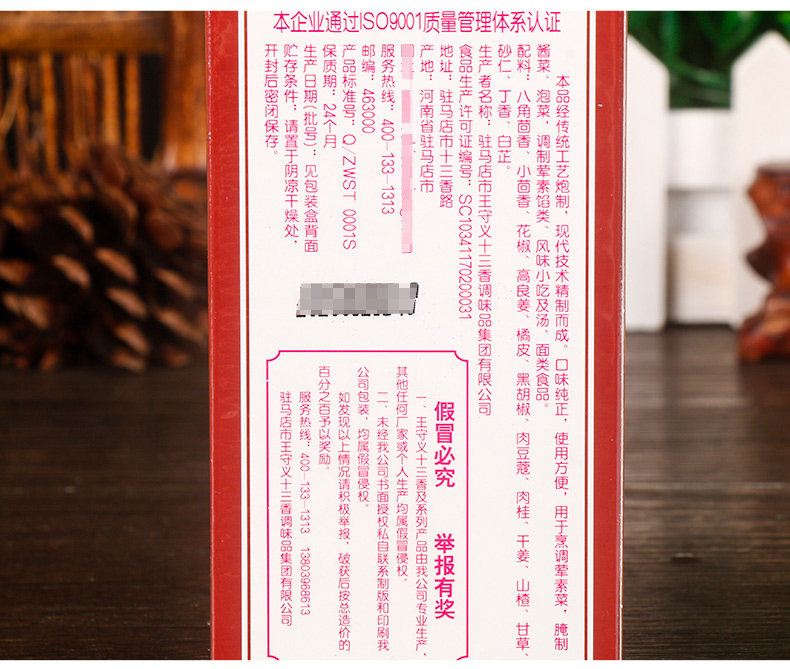 本企业通过ISO9001质量管理体系认证
本品经传统工艺炮制，现代技术精制而成。口味纯正，使用方便，用于烹调荤素菜，腌制
酱菜、泡菜，调制荤素馅类、风味小吃及汤、面类食品。
配料：八角茴香、小茴香、花椒、高良姜、橘皮、黑胡椒、肉豆蔻、肉桂、干姜、山楂、甘草、
砂仁、丁香、白芷。
生产者名称：驻马店市王守义十三香调味品集团有限公司
食品生产许可证编号：SC10341170200031
地址：驻马店市十三香路
产地：河南省驻马店市
服务热线：400-133-1313
邮编：463000
产品标准号：Q/ZWST 0001S
保质期：24个月
生产日期(批号)：见包装盒背面
贮存条件：请置于阴凉干燥处，
开封后密闭保存。
假冒必究 举报有奖
一、王守义十三香及系列产品由我公司专业生产，
其他任何厂家或个人生产均属假冒侵权。
二、未经我公司书面授权私自联系制版和印刷我
公司包装，均属假冒侵权。
如发现以上情况请积极举报，破获后按总造价的
百分之百予以奖励。
服务热线：400-133-1313 13803968613
驻马店市王守义十三香调味品集团有限公司